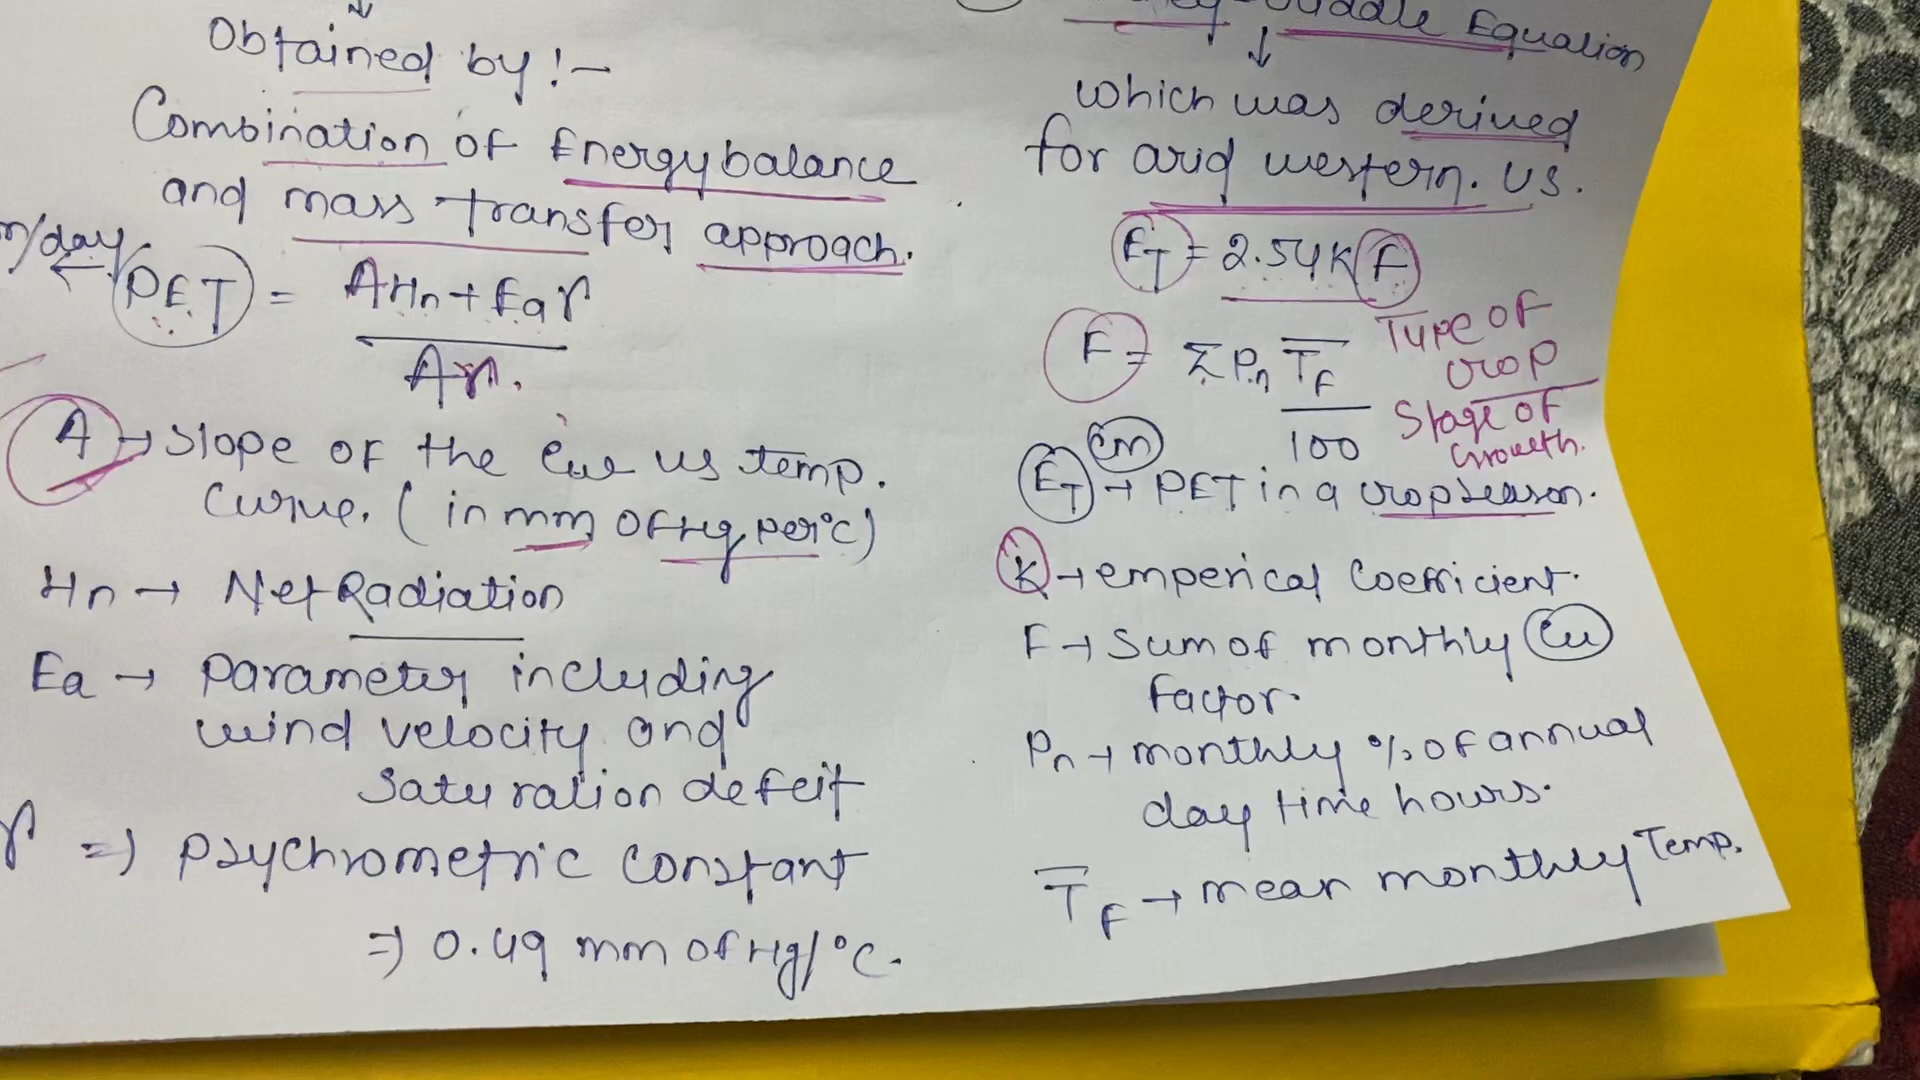 Obtained by:-
Combination of Energy balance
and mass transfer approach.
/day ←
PET = AHn + Eaγ
Aγ.
A → Slope of the ew vs temp.
Curve. (in mm of Hg per°C)
Hn → Net Radiation
Ea → Parameter including
wind velocity and
Saturation defeit
γ ⇒ Psychrometric Constant
⇒ 0.49 mm of Hg/°C.
Equation
↓
which was derived
for arid western. US.
ET = 2.54 K F
F = Σ Pn T̅F
100
Type of
crop
Stage of
Growth.
cm
ET → PET in a crop season.
K → emperical Coefficient.
F → Sum of monthly Cu
factor.
Pn → monthly % of annual
day time hours.
T̅F → mean monthly Temp.